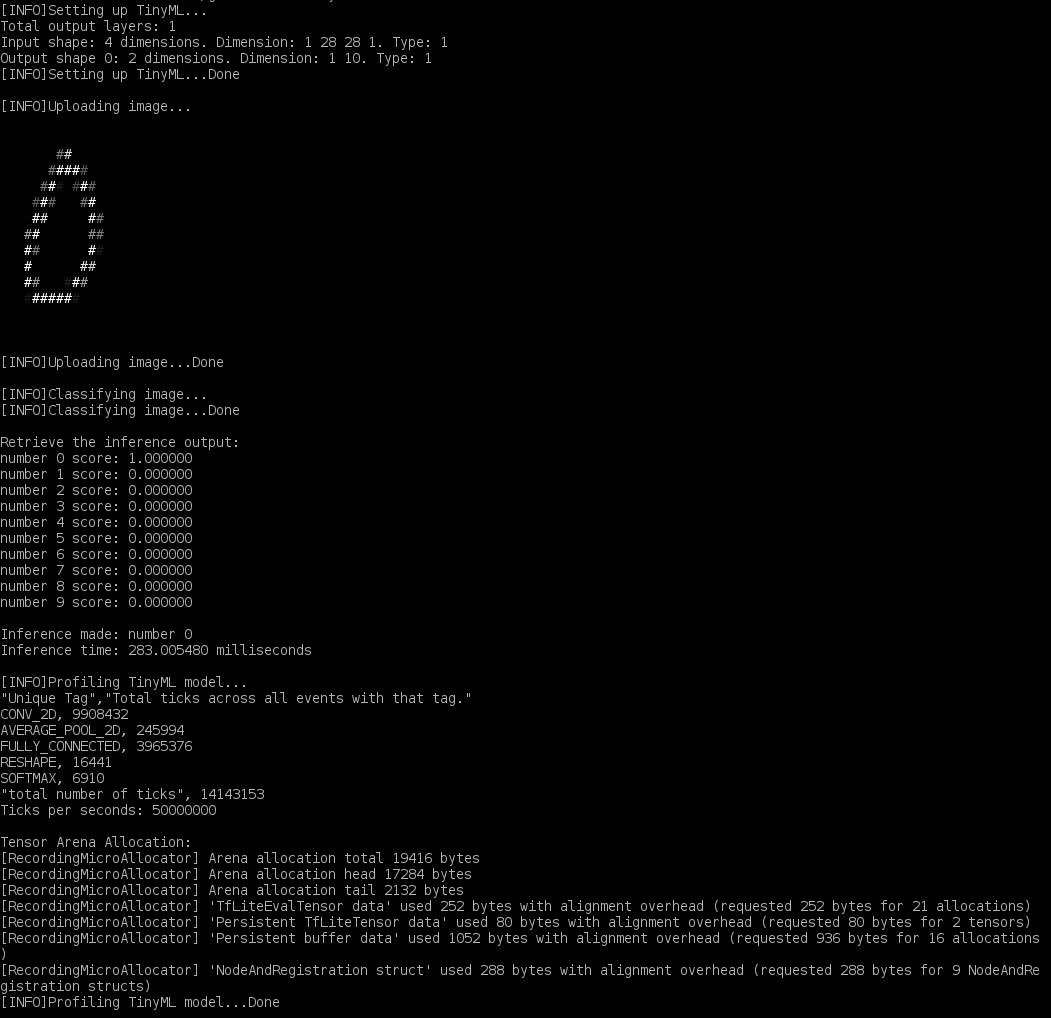 [INFO]Setting up TinyML...
Total output layers: 1
Input shape: 4 dimensions. Dimension: 1 28 28 1. Type: 1
Output shape 0: 2 dimensions. Dimension: 1 10. Type: 1
[INFO]Setting up TinyML...Done
[INFO]Uploading image...
       ##
      #####
     ### ###
    ###   ##
    ##     ##
   ##      ##
   ##      ##
   #      ##
   ##   ###
   #######
[INFO]Uploading image...Done
[INFO]Classifying image...
[INFO]Classifying image...Done
Retrieve the inference output:
number 0 score: 1.000000
number 1 score: 0.000000
number 2 score: 0.000000
number 3 score: 0.000000
number 4 score: 0.000000
number 5 score: 0.000000
number 6 score: 0.000000
number 7 score: 0.000000
number 8 score: 0.000000
number 9 score: 0.000000
Inference made: number 0
Inference time: 283.005480 milliseconds
[INFO]Profiling TinyML model...
"Unique Tag","Total ticks across all events with that tag."
CONV_2D, 9908432
AVERAGE_POOL_2D, 245994
FULLY_CONNECTED, 3965376
RESHAPE, 16441
SOFTMAX, 6910
"total number of ticks", 14143153
Ticks per seconds: 50000000
Tensor Arena Allocation:
[RecordingMicroAllocator] Arena allocation total 19416 bytes
[RecordingMicroAllocator] Arena allocation head 17284 bytes
[RecordingMicroAllocator] Arena allocation tail 2132 bytes
[RecordingMicroAllocator] 'TfLiteEvalTensor data' used 252 bytes with alignment overhead (requested 252 bytes for 21 allocations)
[RecordingMicroAllocator] 'Persistent TfLiteTensor data' used 80 bytes with alignment overhead (requested 80 bytes for 2 tensors)
[RecordingMicroAllocator] 'Persistent buffer data' used 1052 bytes with alignment overhead (requested 936 bytes for 16 allocations
)
[RecordingMicroAllocator] 'NodeAndRegistration struct' used 288 bytes with alignment overhead (requested 288 bytes for 9 NodeAndRe
gistration structs)
[INFO]Profiling TinyML model...Done